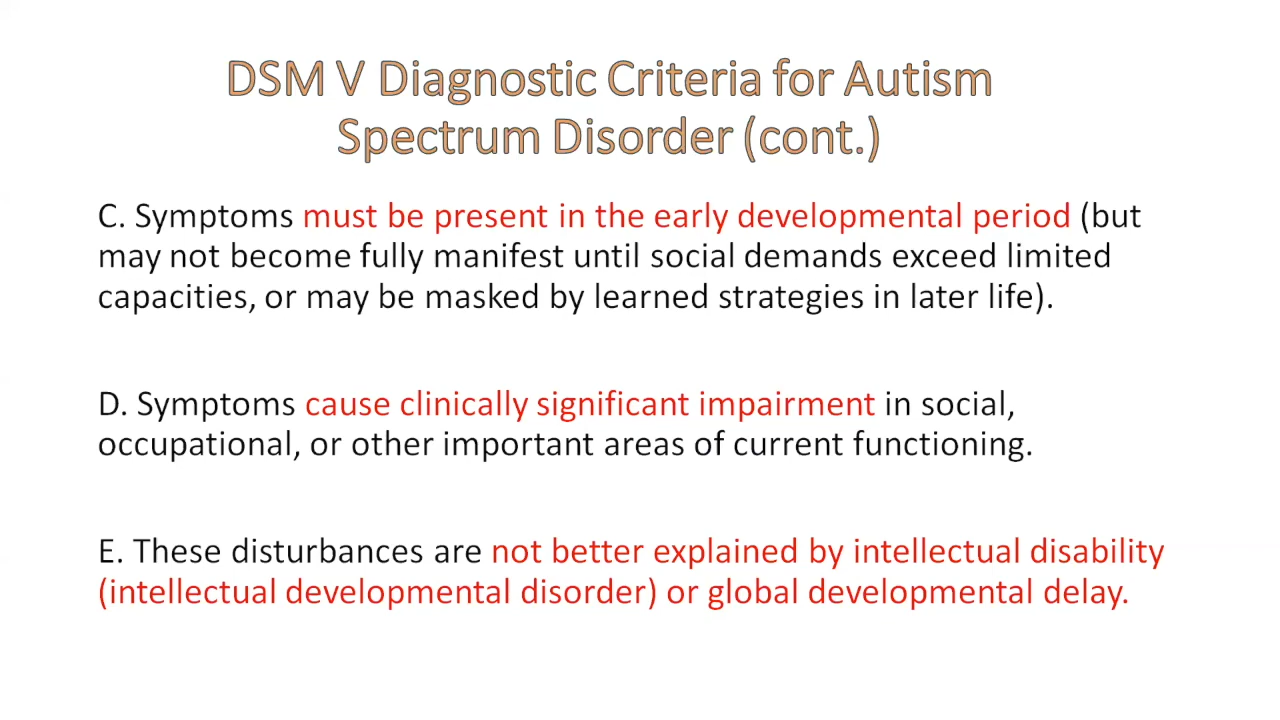 DSM V Diagnostic Criteria for Autism
Spectrum Disorder (cont.)
C. Symptoms must be present in the early developmental period (but
may not become fully manifest until social demands exceed limited
capacities, or may be masked by learned strategies in later life).
D. Symptoms cause clinically significant impairment in social,
occupational, or other important areas of current functioning.
E. These disturbances are not better explained by intellectual disability
(intellectual developmental disorder) or global developmental delay.